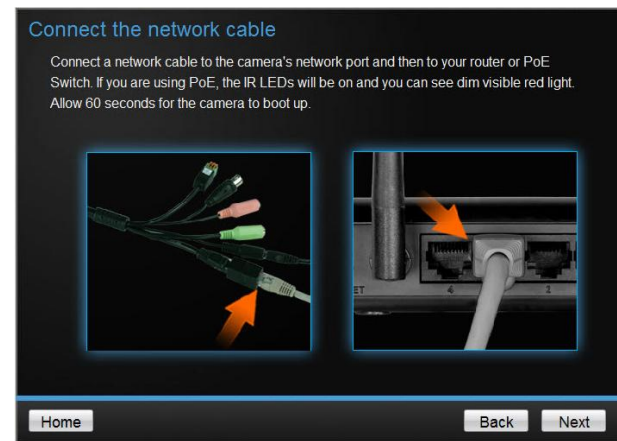 Connect the network cable
Connect a network cable to the camera's network port and then to your router or PoE
Switch. If you are using PoE, the IR LEDs will be on and you can see dim visible red light.
Allow 60 seconds for the camera to boot up.
ET
4
2
Home
Back
Next